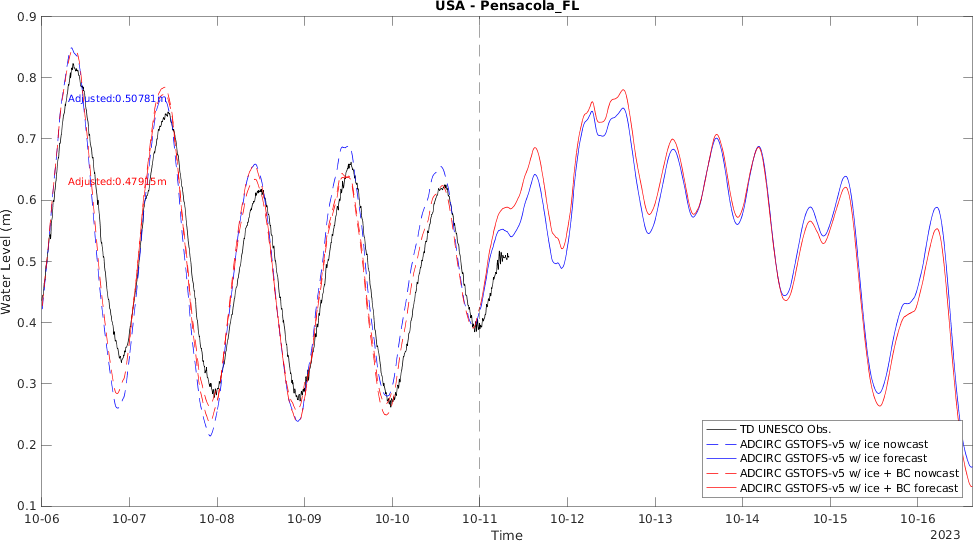 USA - Pensacola_FL
0.9
0.8
Adjusted:0.50781m
0.7
Adjusted:0.47915m
0.6
Water Level (m)
0.5
0.4
0.3
0.2
0.1
TD UNESCO Obs.
ADCIRC GSTOFS-v5 w/ ice nowcast
ADCIRC GSTOFS-v5 w/ ice forecast
ADCIRC GSTOFS-v5 w/ ice + BC nowcast
ADCIRC GSTOFS-v5 w/ ice + BC forecast
10-06 10-07 10-08 10-09 10-10 10-11 10-12 10-13 10-14 10-15 10-16
Time
2023